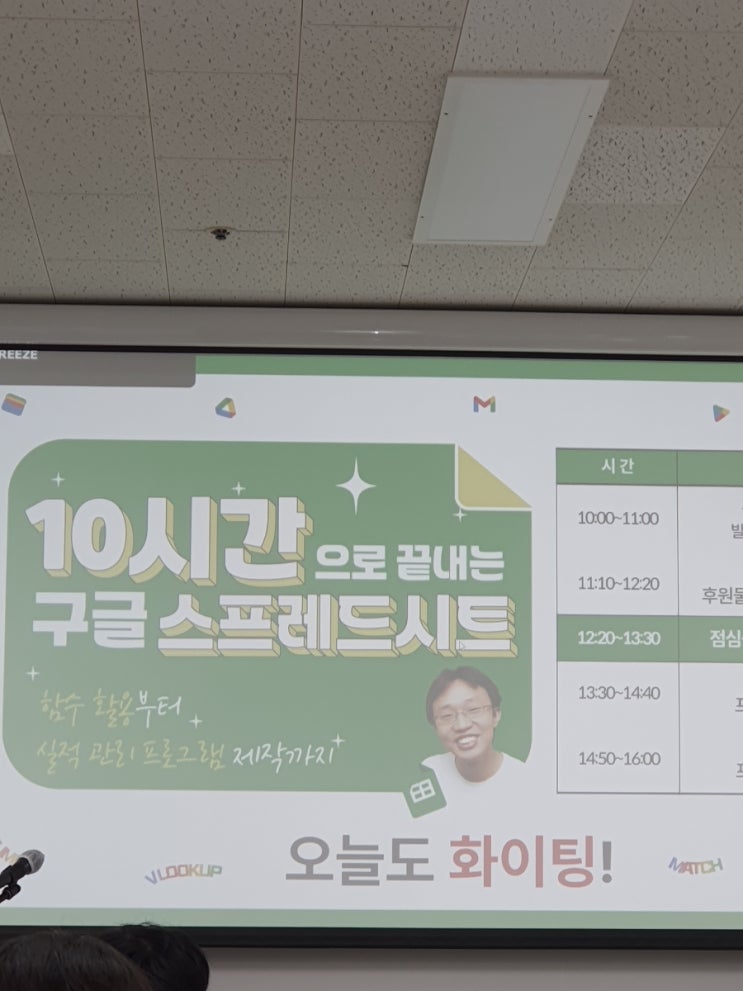 REEZE
10시간으로 끝내는
구글 스프레드시트
함수 활용부터
실적 관리 프로그램 제작까지
시간
10:00~11:00
11:10~12:20
후원물
12:20~13:30
점심
13:30~14:40
14:50~16:00
VLOOKUP
오늘도 화이팅!
MATCH